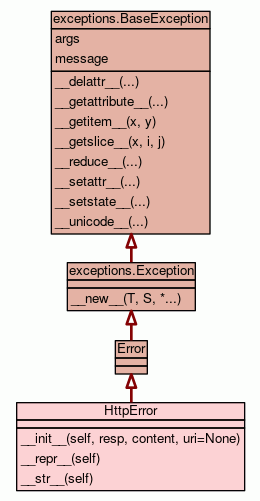 exceptions.BaseException
args
message
__delattr__(...)
__getattribute__(...)
__getitem__(x, y)
__getslice__(x, i, j)
__reduce__(...)
__setattr__(...)
__setstate__(...)
__unicode__(...)
exceptions.Exception
__new__(T, S, *...)
Error
HttpError
__init__(self, resp, content, uri=None)
__repr__(self)
__str__(self)